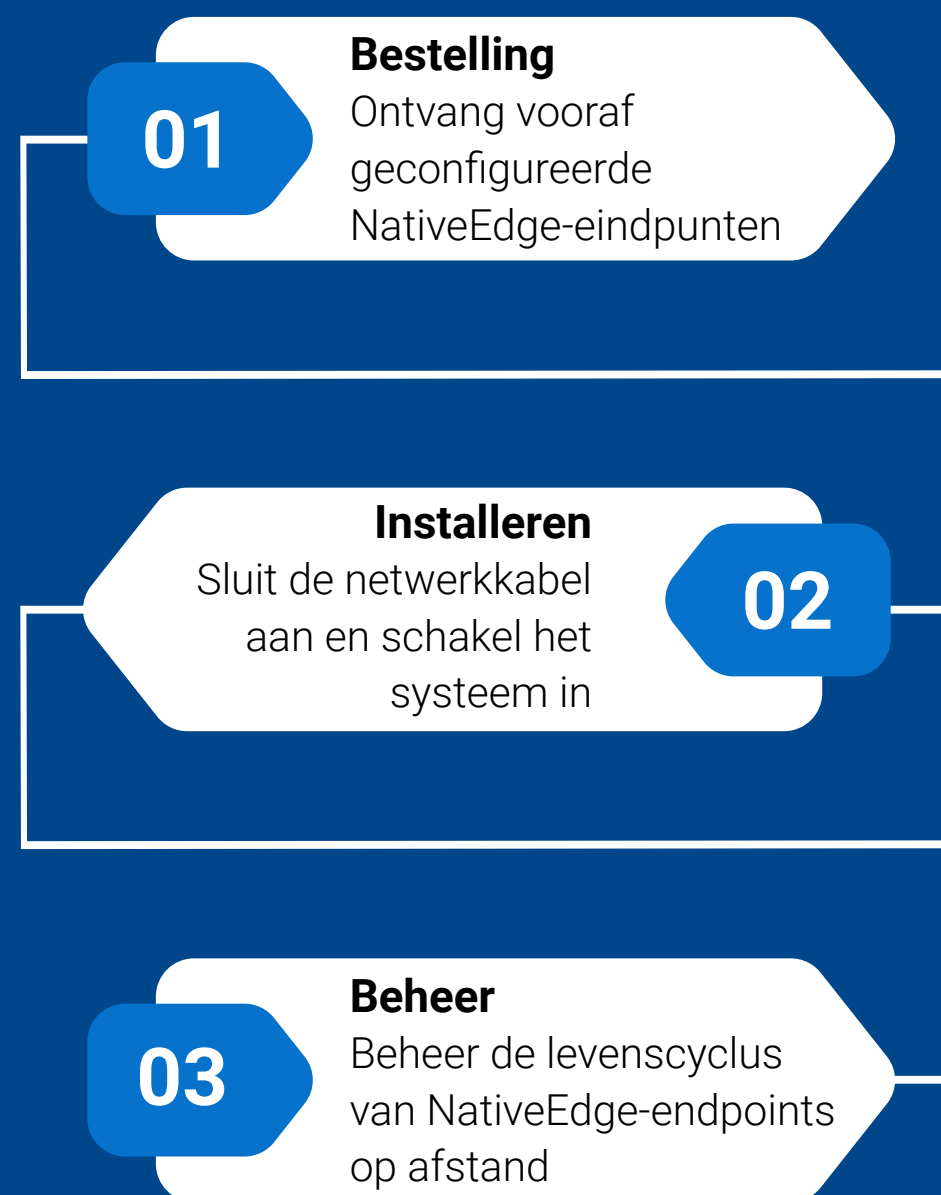 01
Bestelling
Ontvang vooraf
geconfigureerde
NativeEdge-eindpunten
Installeren
Sluit de netwerkkabel
aan en schakel het
systeem in
02
03
Beheer
Beheer de levenscyclus
van NativeEdge-endpoints
op afstand